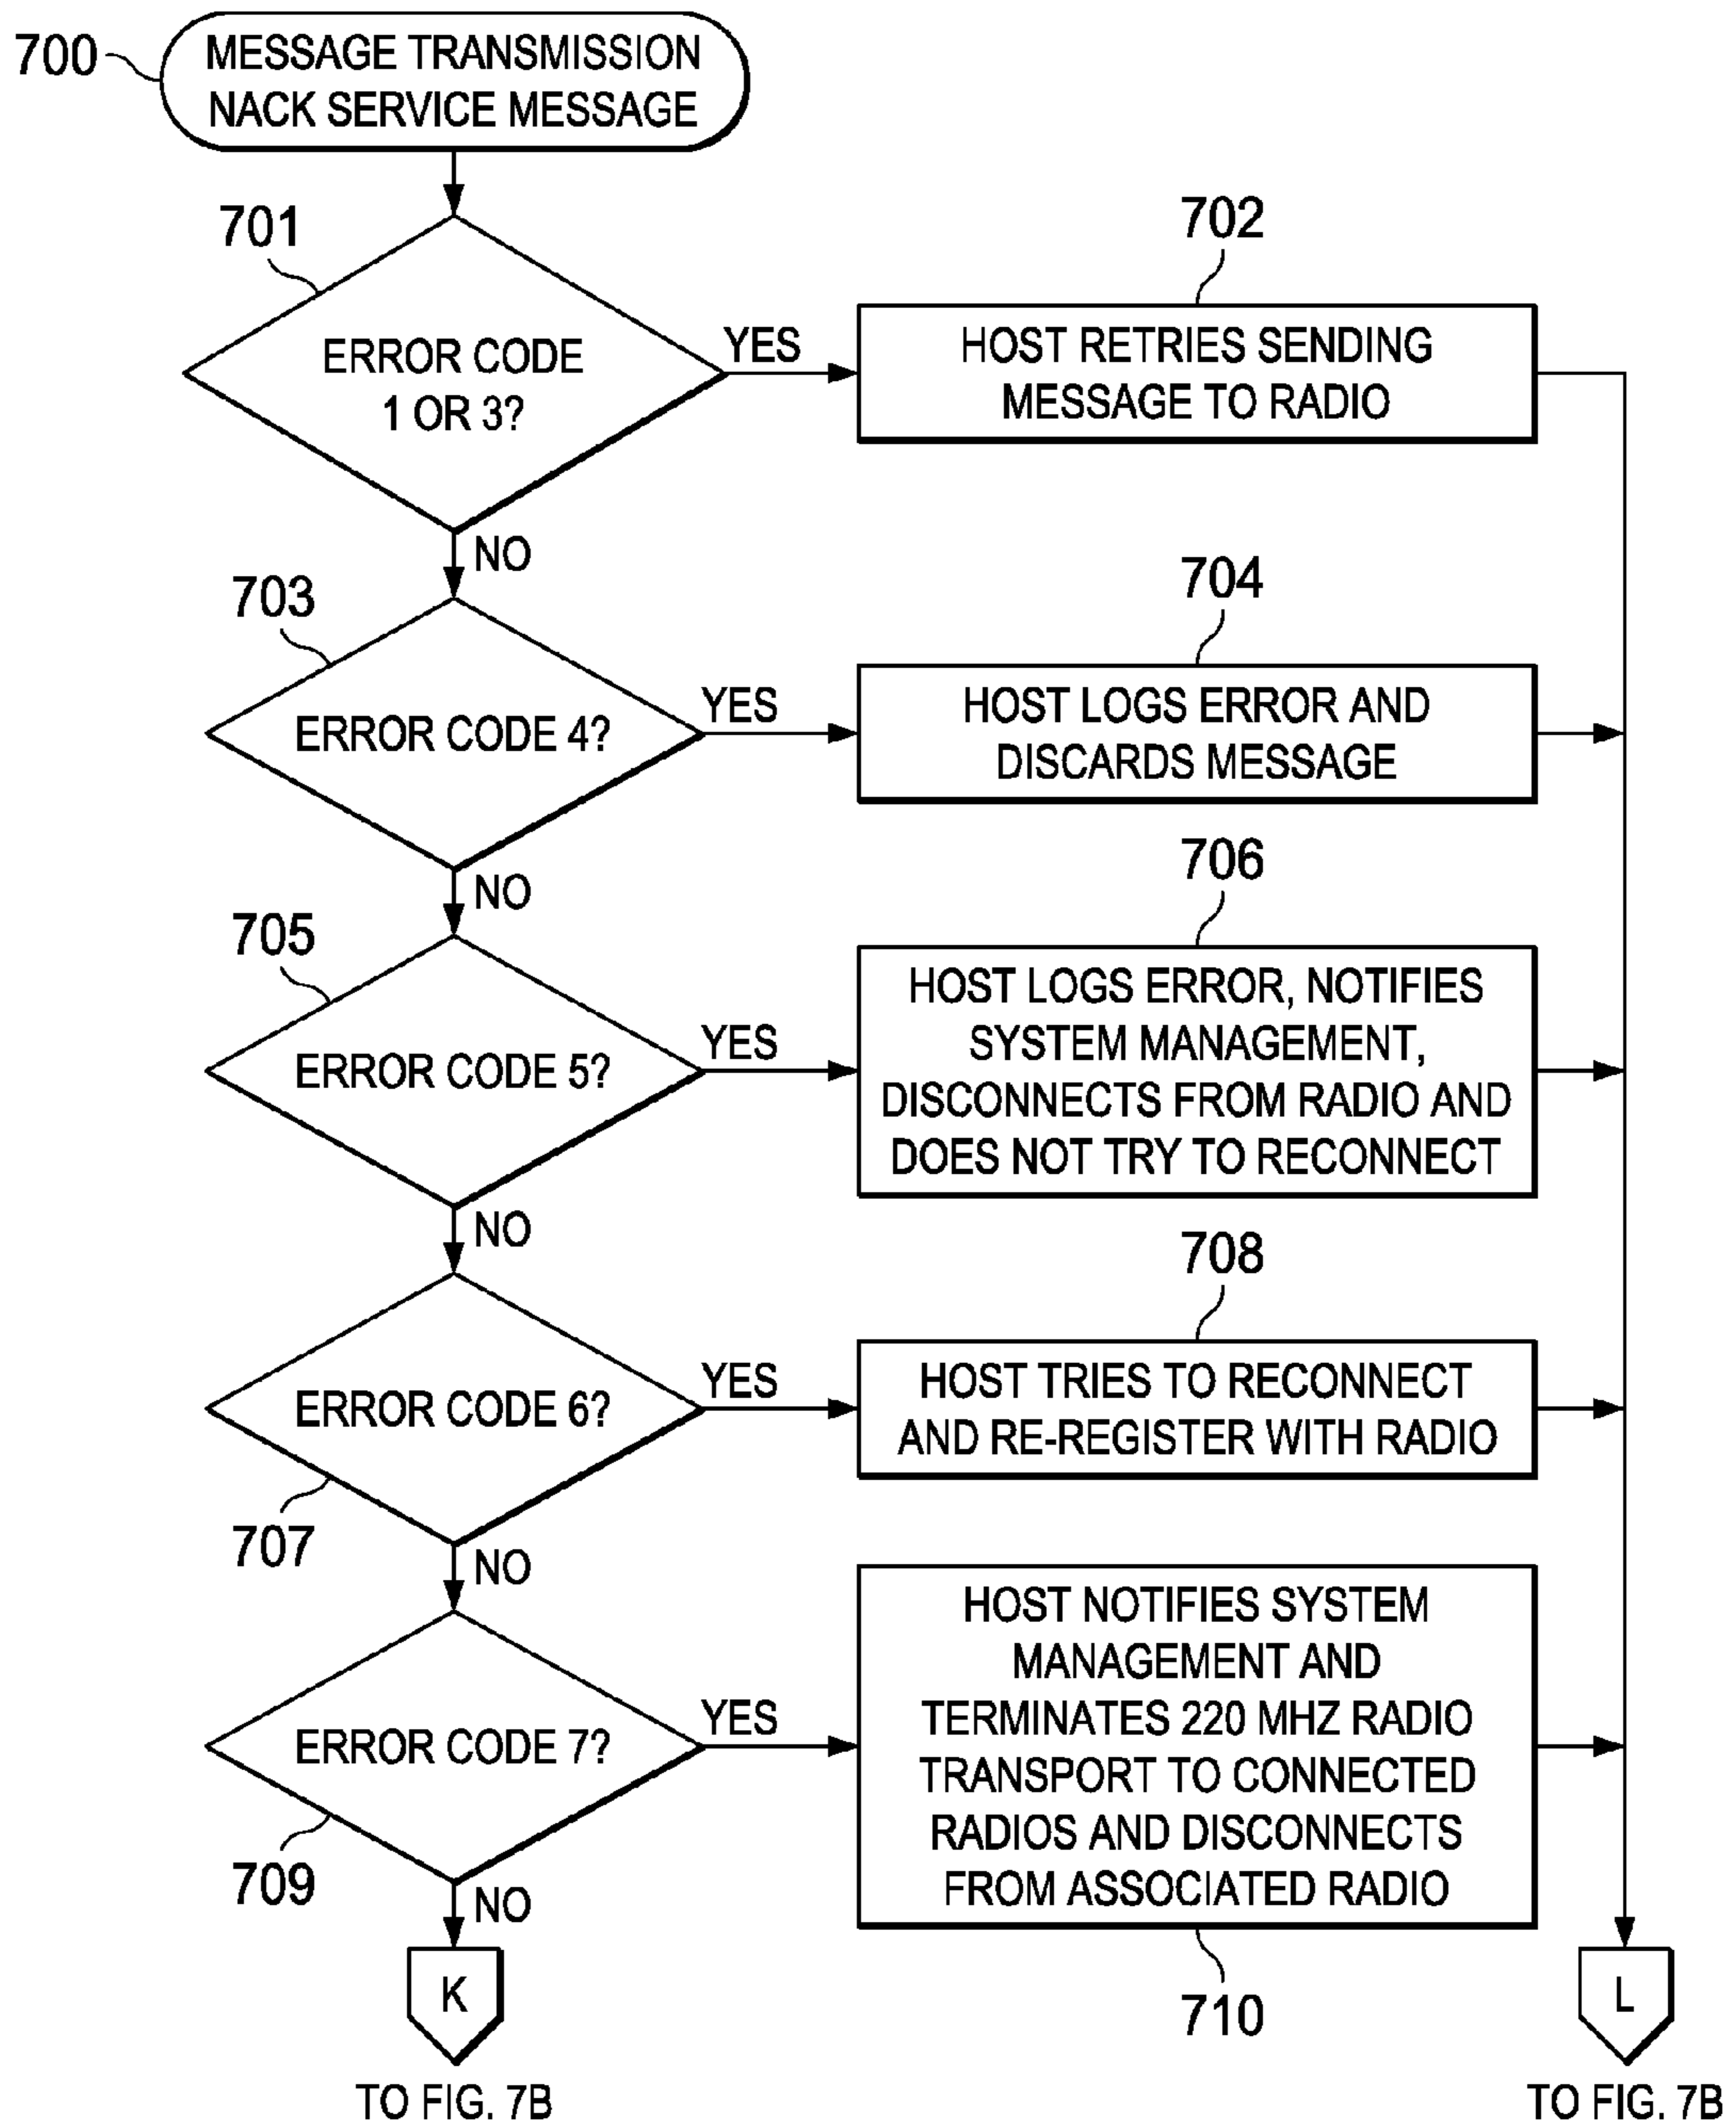 700
MESSAGE TRANSMISSION
NACK SERVICE MESSAGE
701
ERROR CODE
1 OR 3?
YES
702
HOST RETRIES SENDING
MESSAGE TO RADIO
NO
703
ERROR CODE 4?
YES
704
HOST LOGS ERROR AND
DISCARDS MESSAGE
NO
705
ERROR CODE 5?
YES
706
HOST LOGS ERROR, NOTIFIES
SYSTEM MANAGEMENT,
DISCONNECTS FROM RADIO AND
DOES NOT TRY TO RECONNECT
NO
707
ERROR CODE 6?
YES
708
HOST TRIES TO RECONNECT
AND RE-REGISTER WITH RADIO
NO
709
ERROR CODE 7?
YES
HOST NOTIFIES SYSTEM
MANAGEMENT AND
TERMINATES 220 MHZ RADIO
TRANSPORT TO CONNECTED
RADIOS AND DISCONNECTS
FROM ASSOCIATED RADIO
710
NO
K
TO FIG. 7B
L
TO FIG. 7B